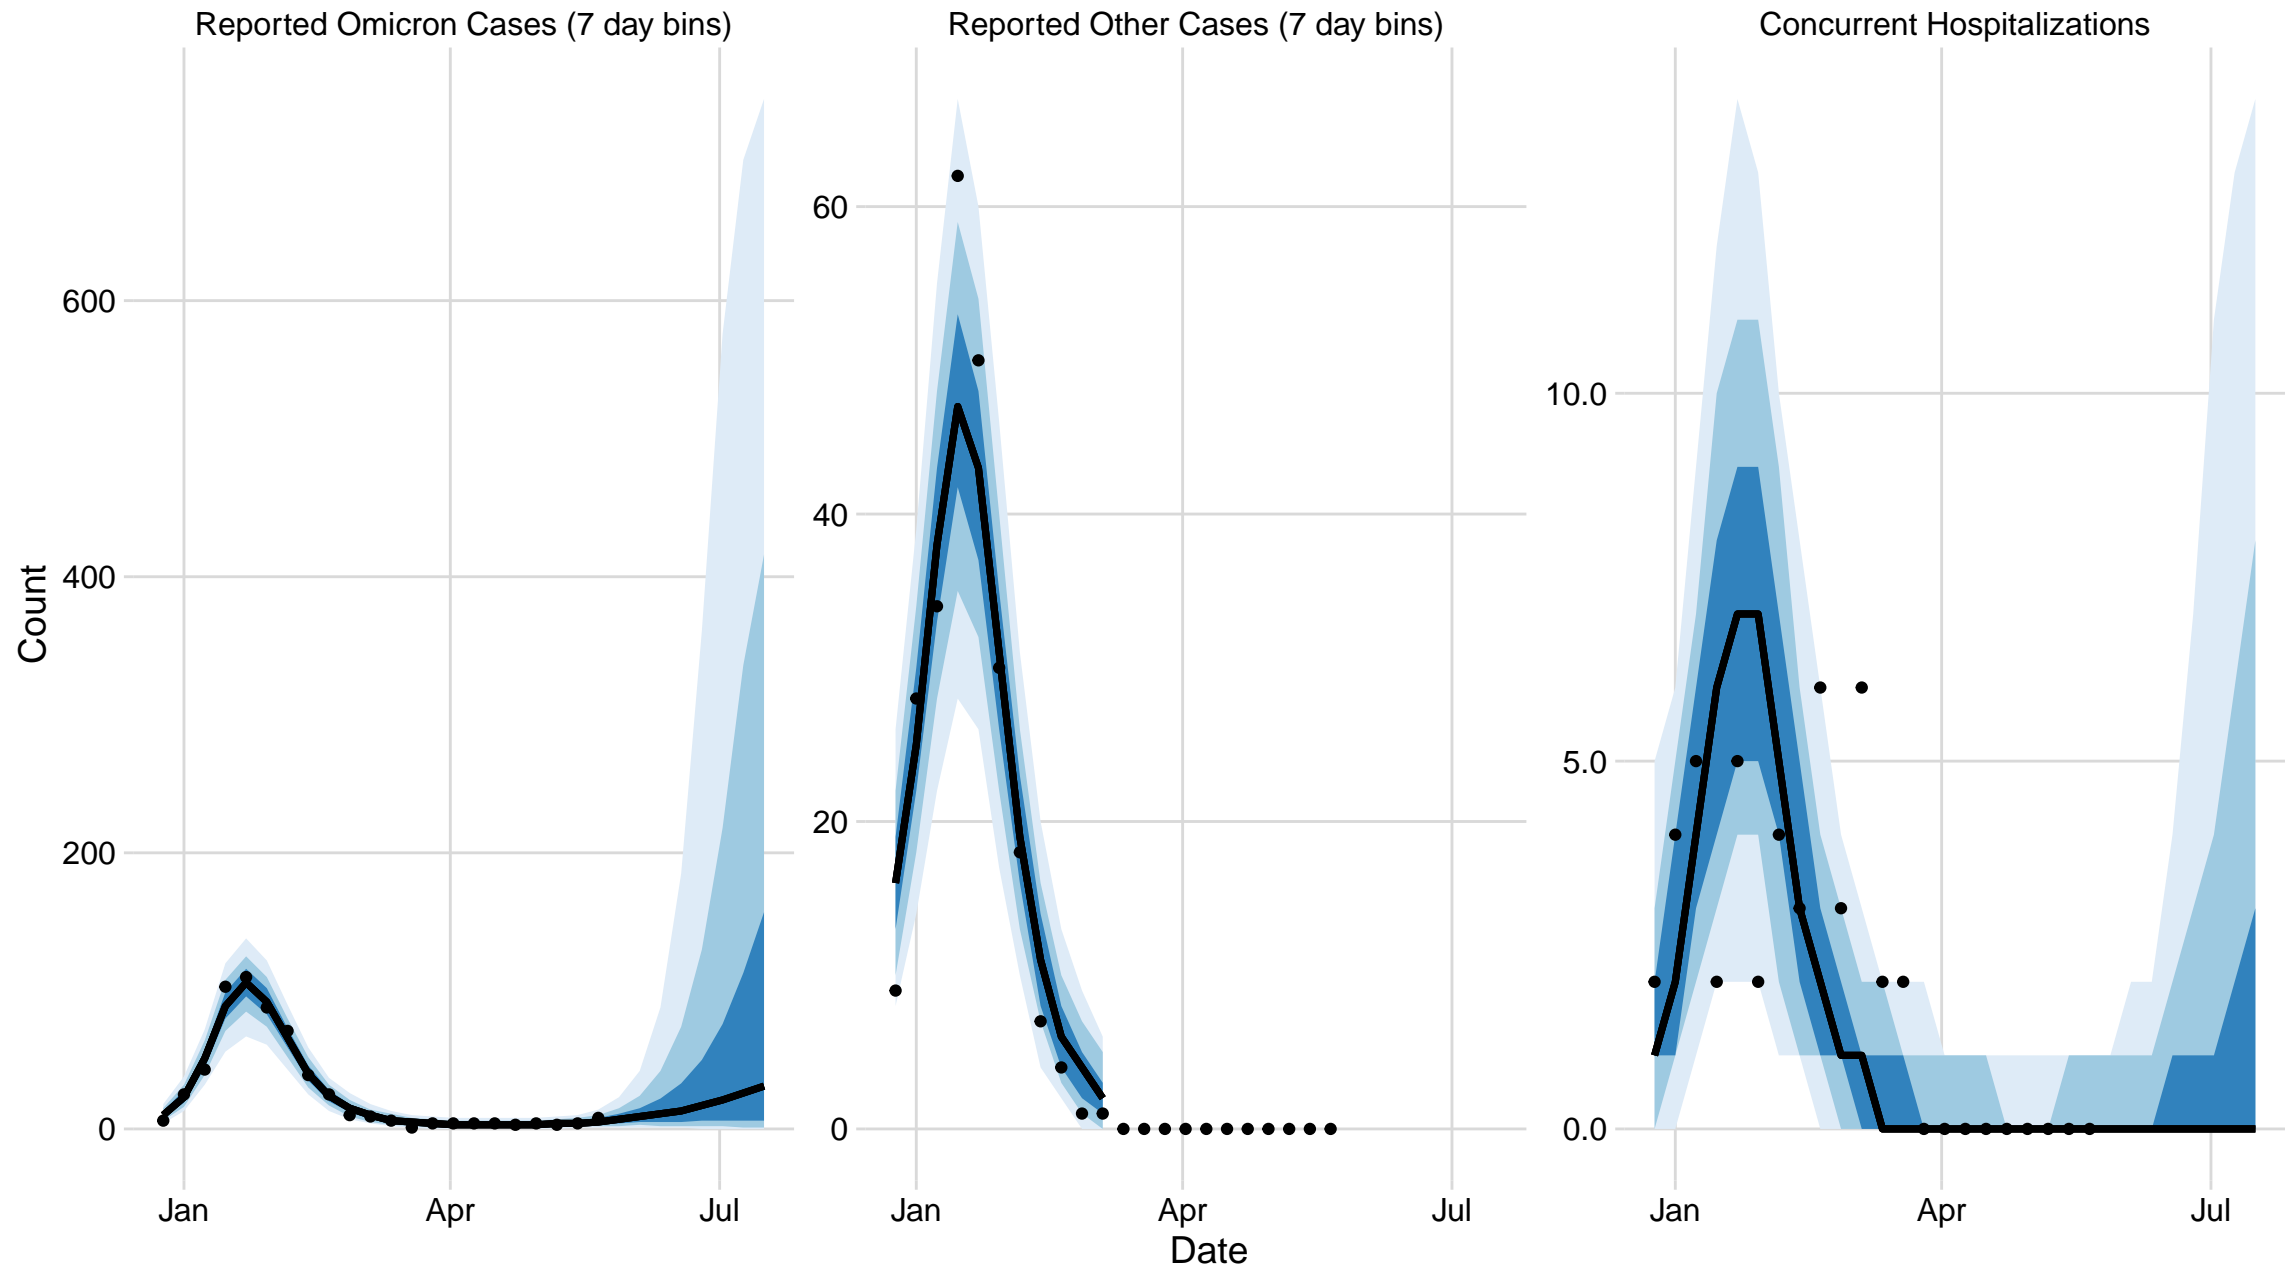 Reported Omicron Cases (7 day bins)
Reported Other Cases (7 day bins)
Concurrent Hospitalizations
Count
600
400
200
0
60
40
20
0
10.0
5.0
0.0
Jan
Apr
Jul
Jan
Apr
Jul
Jan
Apr
Jul
Date